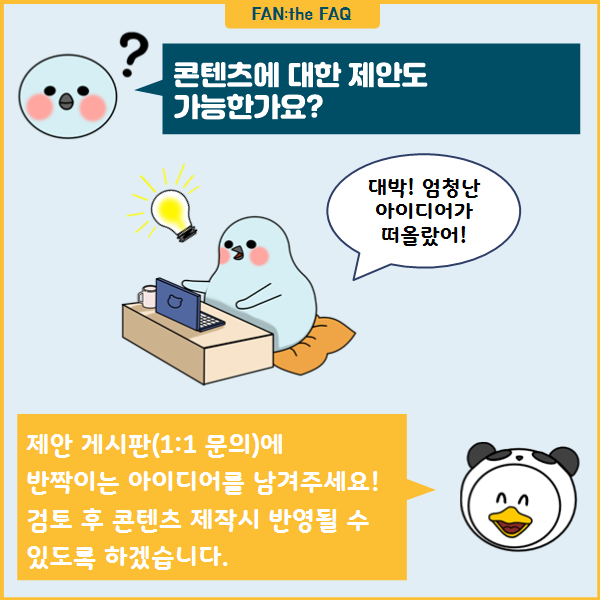 FAN:the FAQ
?
콘텐츠에 대한 제안도
가능한가요?
대박! 엄청난
아이디어가
떠올랐어!
제안 게시판(1:1 문의)에
반짝이는 아이디어를 남겨주세요!
검토 후 콘텐츠 제작시 반영될 수
있도록 하겠습니다.